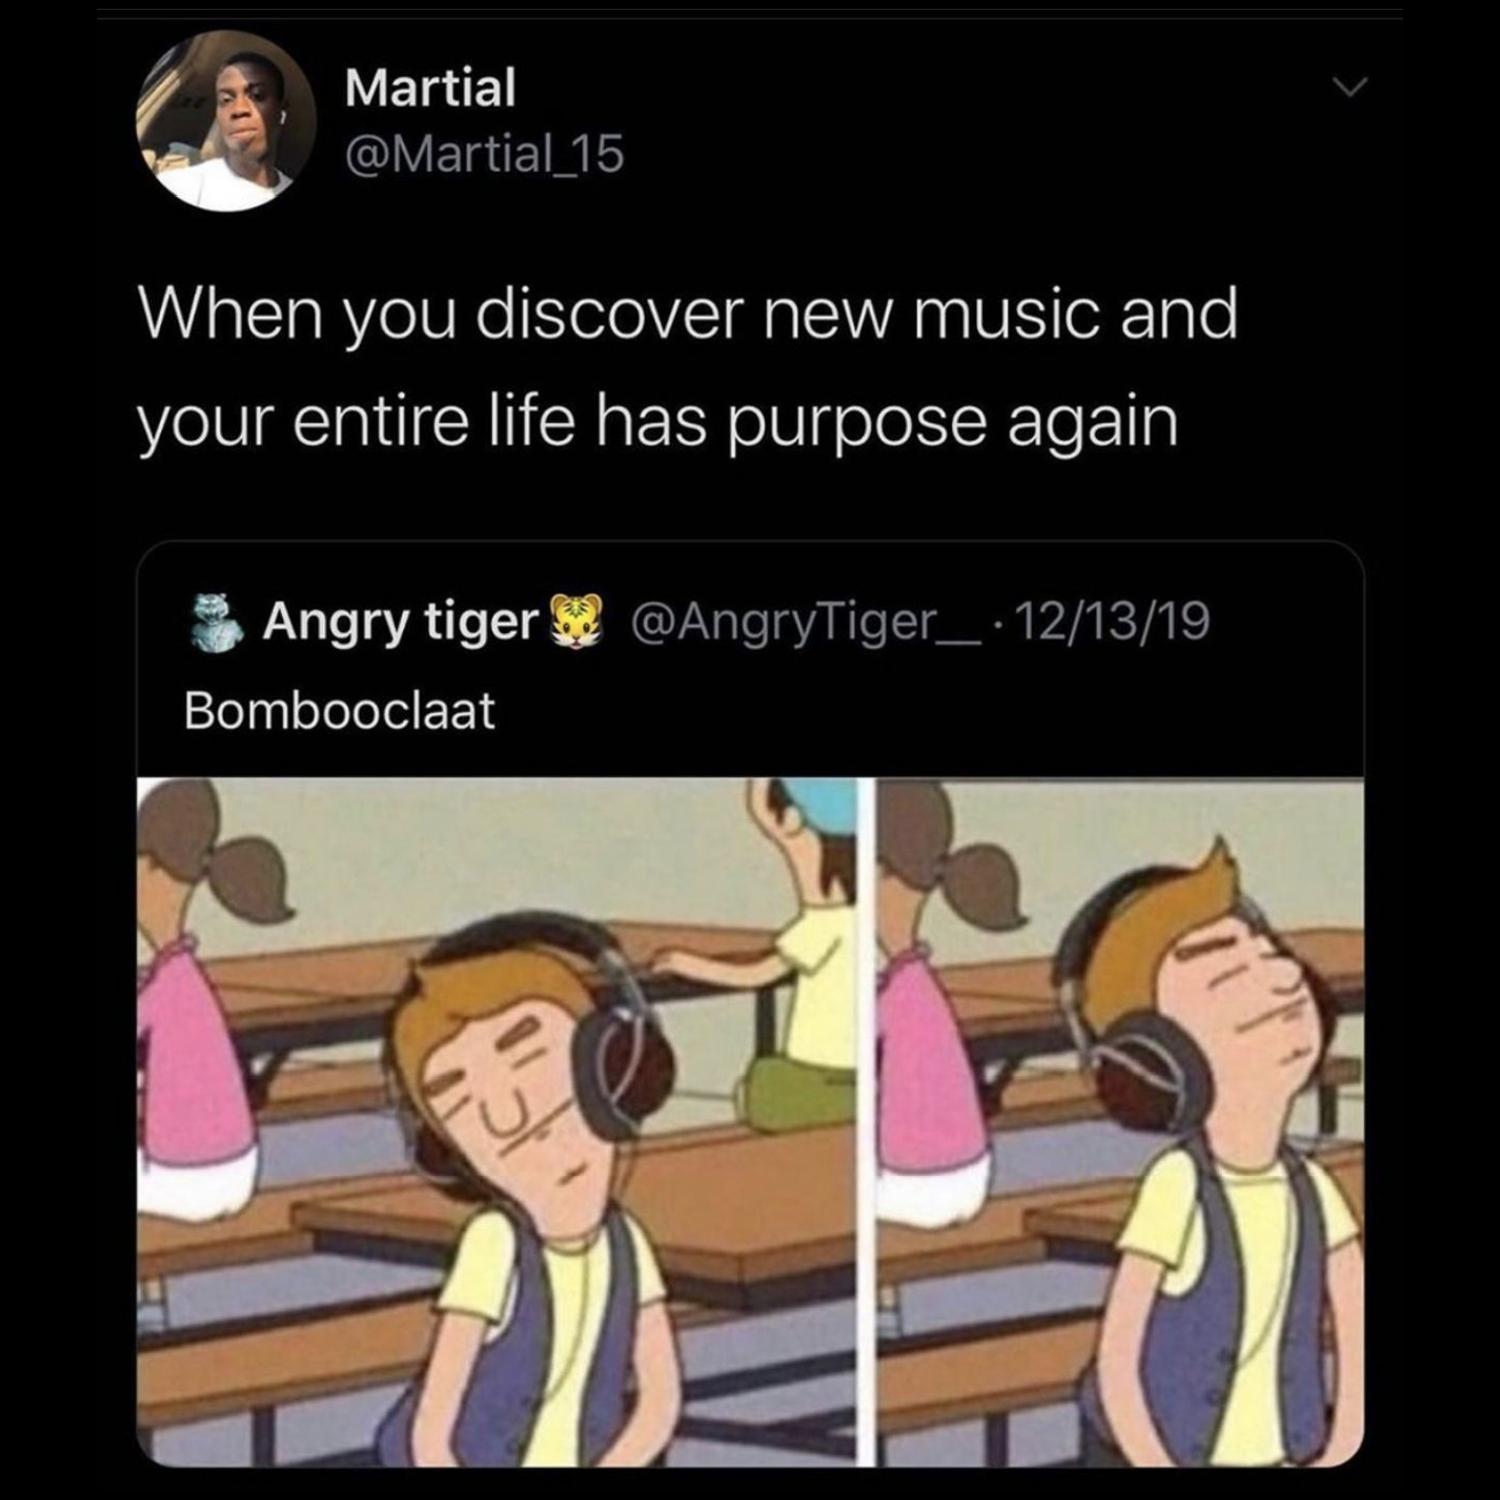 Martial
@Martial_15
When you discover new music and
your entire life has purpose again
Angry tiger🐯 @AngryTiger__ · 12/13/19
Bombooclaat